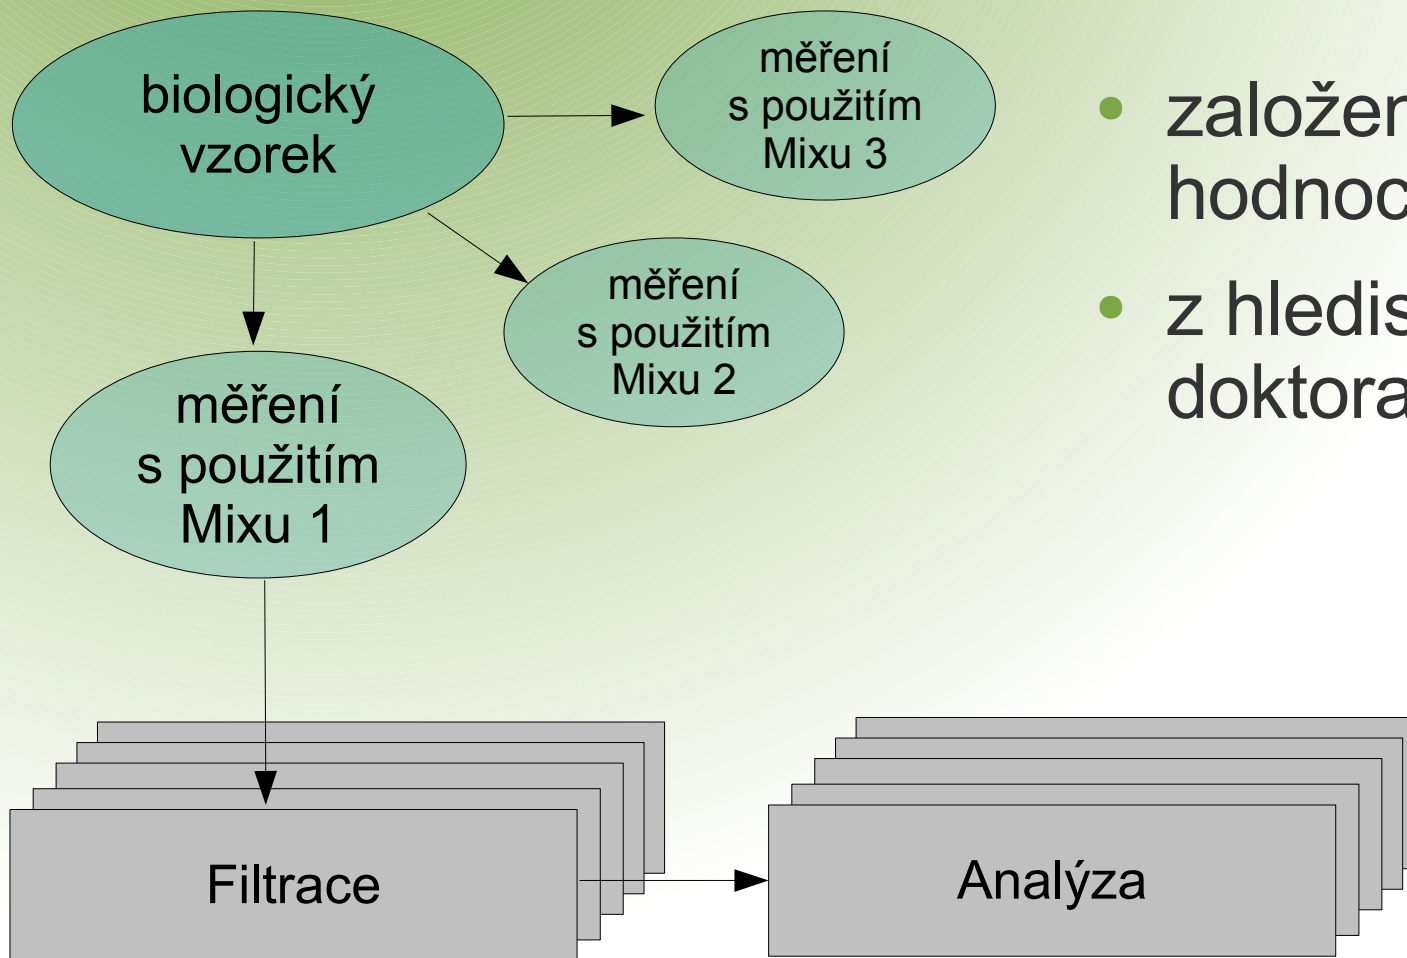 biologický
vzorek
měření
s použitím
Mixu 3
měření
s použitím
Mixu 2
měření
s použitím
Mixu 1
Filtrace
Analýza
z